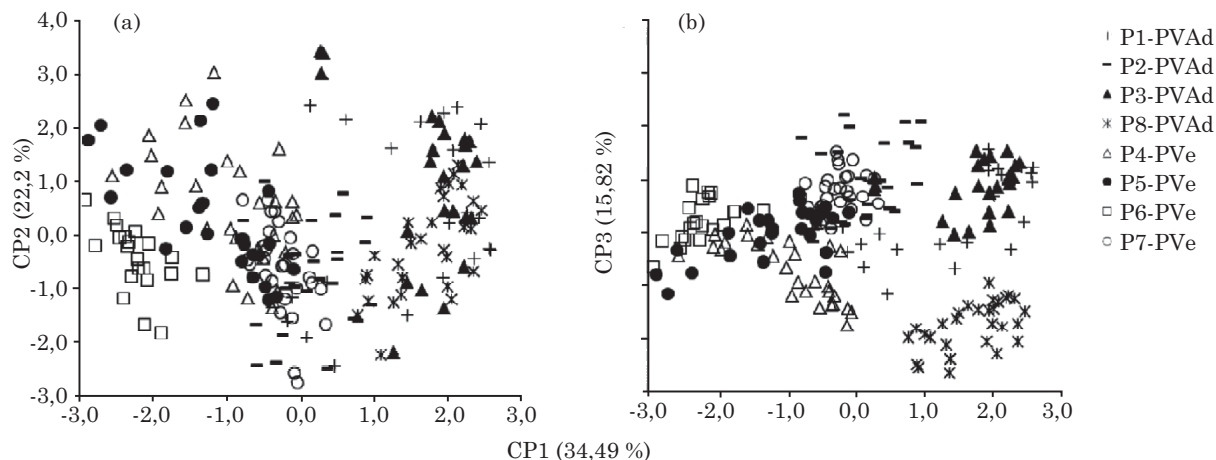 (a)
(b)
CP2 (22,2 %)
4,0
3,0
2,0
1,0
0,0
-1,0
-2,0
-3,0
-3,0 -2,0 -1,0 0,0 1,0 2,0 3,0
CP3 (15,82 %)
-3,0 -2,0 -1,0 0,0 1,0 2,0 3,0
CP1 (34,49 %)
P1-PVAd
P2-PVAd
P3-PVAd
P8-PVAd
P4-PVe
P5-PVe
P6-PVe
P7-PVe